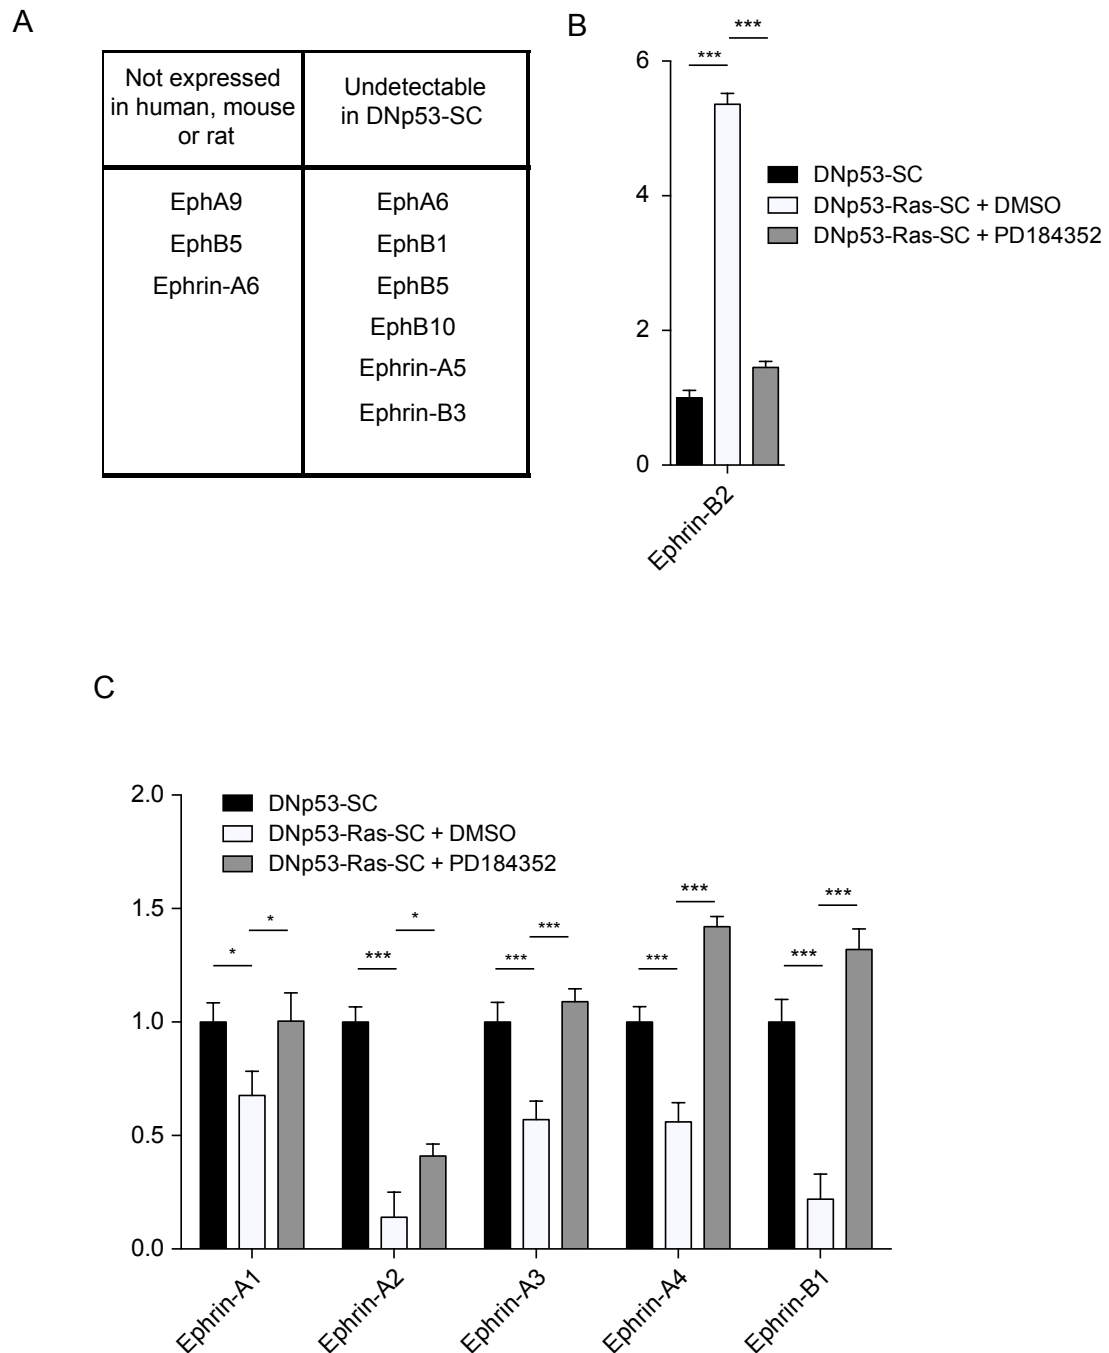 A
Not expressed
in human, mouse
or rat
Undetectable
in DNp53-SC
EphA9
EphB5
Ephrin-A6
EphA6
EphB1
EphB5
EphB10
Ephrin-A5
Ephrin-B3
B
***
***
6
4
2
0
DNp53-SC
DNp53-Ras-SC + DMSO
DNp53-Ras-SC + PD184352
Ephrin-B2
C
2.0
1.5
1.0
0.5
0.0
DNp53-SC
DNp53-Ras-SC + DMSO
DNp53-Ras-SC + PD184352
*
*
***
*
***
***
***
***
***
***
Ephrin-A1
Ephrin-A2
Ephrin-A3
Ephrin-A4
Ephrin-B1